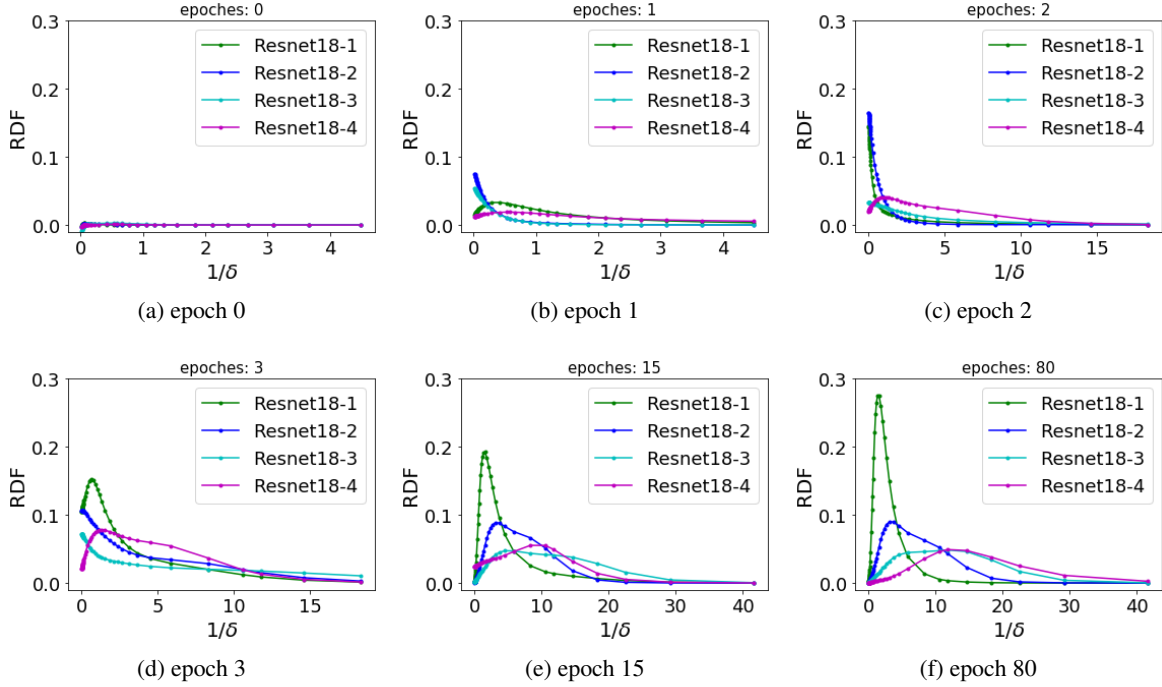 epoches: 0
0.3
0.2
0.1
0.0
RDF
Resnet18-1
Resnet18-2
Resnet18-3
Resnet18-4
0 1 2 3 4
1/δ
(a) epoch 0
epoches: 1
0.3
0.2
0.1
0.0
RDF
Resnet18-1
Resnet18-2
Resnet18-3
Resnet18-4
0 1 2 3 4
1/δ
(b) epoch 1
epoches: 2
0.3
0.2
0.1
0.0
RDF
Resnet18-1
Resnet18-2
Resnet18-3
Resnet18-4
0 5 10 15
1/δ
(c) epoch 2
epoches: 3
0.3
0.2
0.1
0.0
RDF
Resnet18-1
Resnet18-2
Resnet18-3
Resnet18-4
0 5 10 15
1/δ
(d) epoch 3
epoches: 15
0.3
0.2
0.1
0.0
RDF
Resnet18-1
Resnet18-2
Resnet18-3
Resnet18-4
0 10 20 30 40
1/δ
(e) epoch 15
epoches: 80
0.3
0.2
0.1
0.0
RDF
Resnet18-1
Resnet18-2
Resnet18-3
Resnet18-4
0 10 20 30 40
1/δ
(f) epoch 80